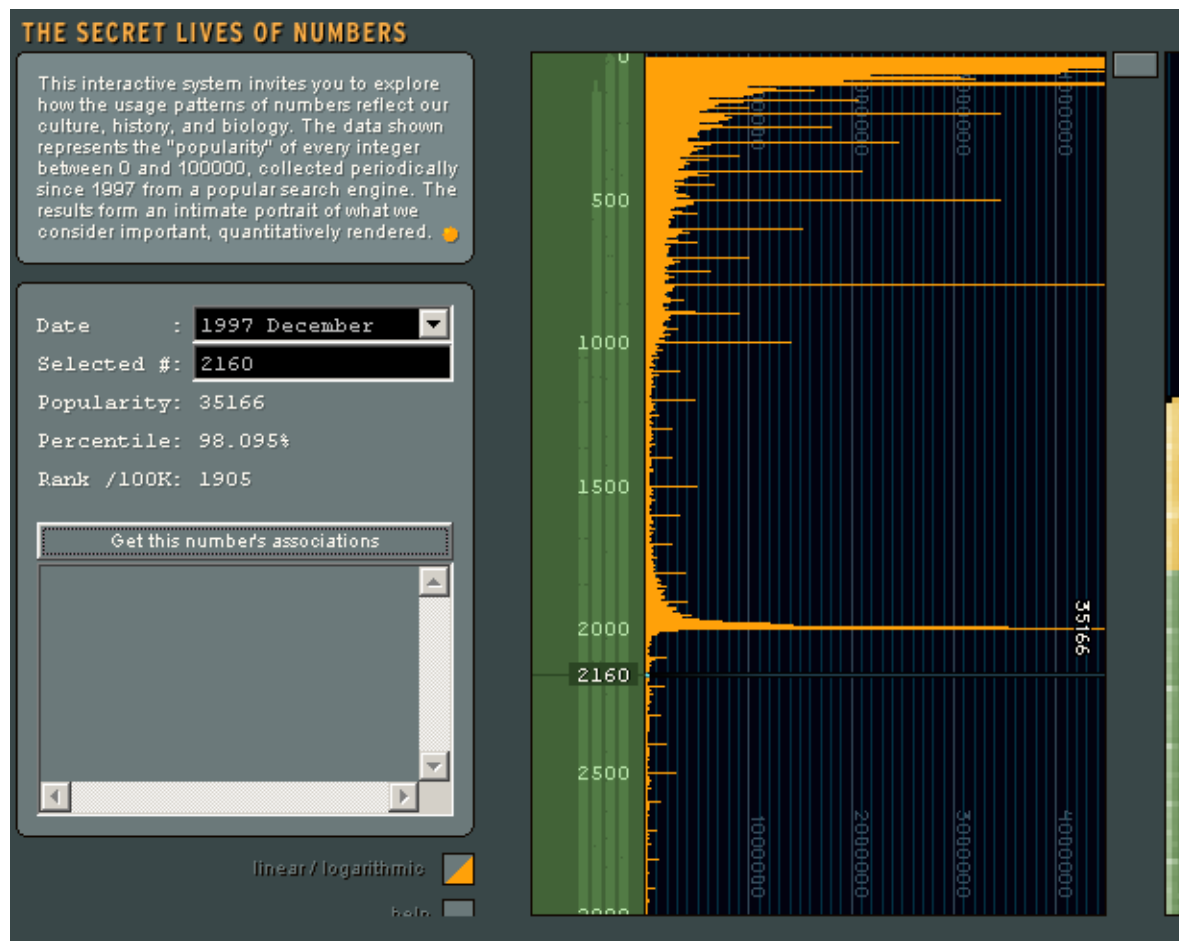 THE SECRET LIVES OF NUMBERS
This interactive system invites you to explore
how the usage patterns of numbers reflect our
culture, history, and biology. The data shown
represents the "popularity" of every integer
between 0 and 100000, collected periodically
since 1997 from a popular search engine. The
results form an intimate portrait of what we
consider important, quantitatively rendered.
Date : 1997 December
Selected #: 2160
Popularity: 35166
Percentile: 98.095%
Rank /100K: 1905
Get this number's associations
linear / logarithmic
help
0
500
1000
1500
2000
2160
2500
3000
35166
1000000
2000000
3000000
4000000